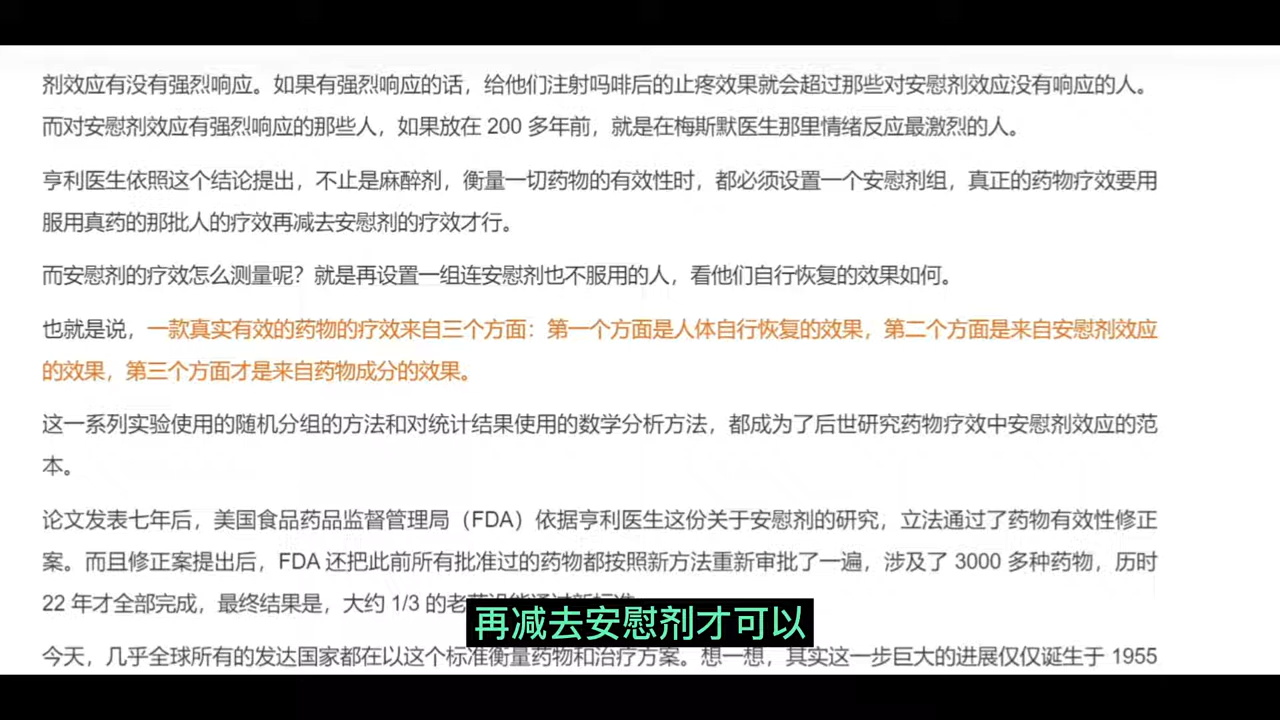 剂效应有没有强烈响应。如果有强烈响应的话，给他们注射吗啡后的止疼效果就会超过那些对安慰剂效应没有响应的人。
而对安慰剂效应有强烈响应的那些人，如果放在 200 多年前，就是在梅斯默医生那里情绪反应最激烈的人。
亨利医生依照这个结论提出，不止是麻醉剂，衡量一切药物的有效性时，都必须设置一个安慰剂组，真正的药物疗效要用
服用真药的那批人的疗效再减去安慰剂的疗效才行。
而安慰剂的疗效怎么测量呢？就是再设置一组连安慰剂也不服用的人，看他们自行恢复的效果如何。
也就是说，一款真实有效的药物的疗效来自三个方面：第一个方面是人体自行恢复的效果，第二个方面是来自安慰剂效应
的效果，第三个方面才是来自药物成分的效果。
这一系列实验使用的随机分组的方法和对统计结果使用的数学分析方法，都成为了后世研究药物疗效中安慰剂效应的范
本。
论文发表七年后，美国食品药品监督管理局（FDA）依据亨利医生这份关于安慰剂的研究，立法通过了药物有效性修正
案。而且修正案提出后，FDA 还把此前所有批准过的药物都按照新方法重新审批了一遍，涉及了 3000 多种药物，历时
22 年才全部完成，最终结果是，大约 1/3 的老
再减去安慰剂才可以
今天，几乎全球所有的发达国家都在以这个标准衡量药物和治疗方案。想一想，其实这一步巨大的进展仅仅诞生于 1955